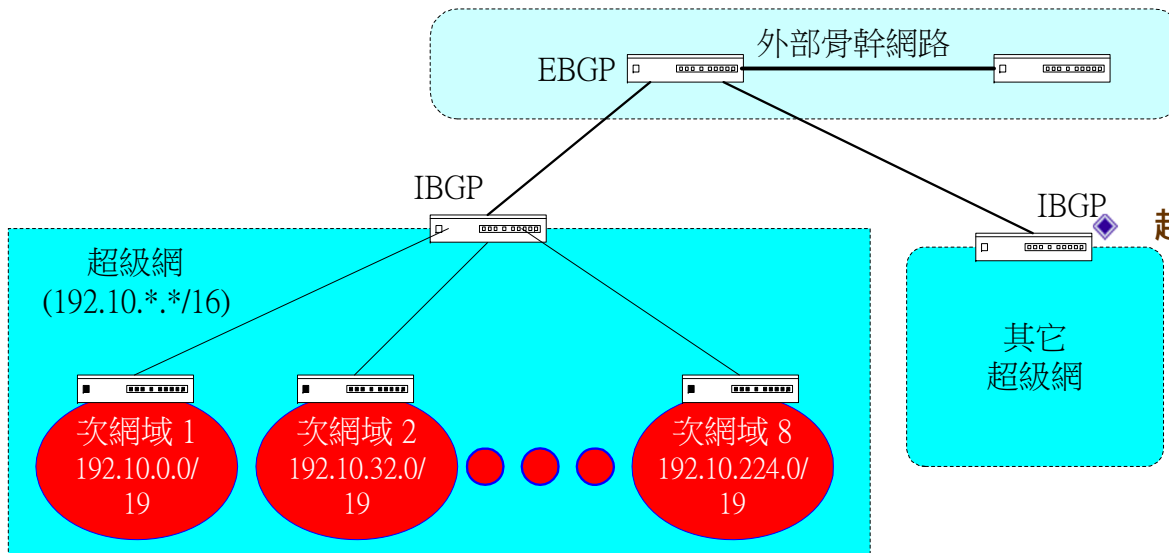 外部骨幹網路
EBGP
IBGP
IBGP
超級網
(192.10.*.*/16)
其它
超級網
次網域 1
192.10.0.0/
19
次網域 2
192.10.32.0/
19
次網域 8
192.10.224.0/
19